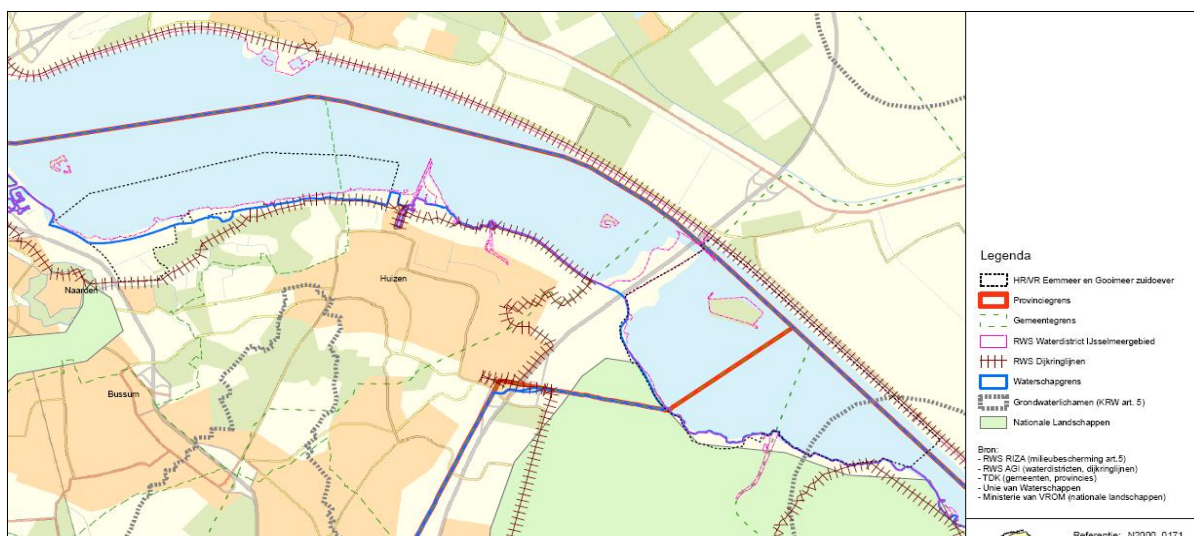 Naarden
Huizen
Bussum
Legenda
HR/VR Eemmeer en Gooimeer zuidoever
Provinciegrens
Gemeentegrens
RWS Waterdistrict IJsselmeergebied
RWS Dijkringlijnen
Waterschapgrens
Grondwaterlichamen (KRW art. 5)
Nationale Landschappen
Bron:
- RWS RIZA (milieubescherming art.5)
- RWS AGI (waterdistricten, dijkringlijnen)
- TDK (gemeenten, provincies)
- Unie van Waterschappen
- Ministerie van VROM (nationale landschappen)
Referentie: N2000_0171